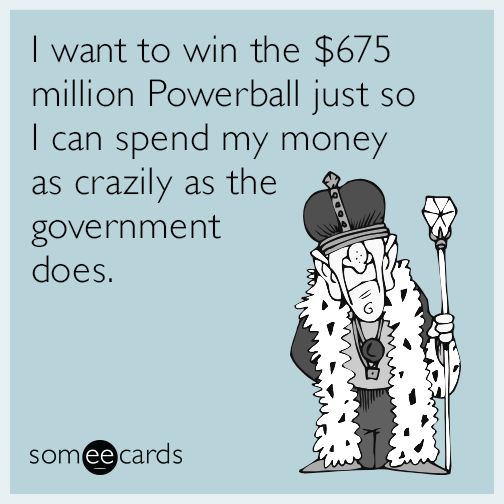 I want to win the $675
million Powerball just so
I can spend my money
as crazily as the
government
does.
someecards